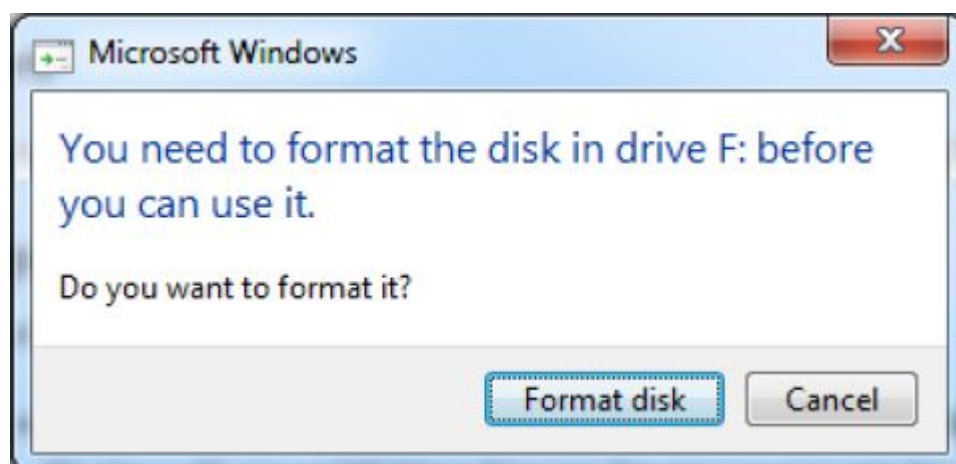 Microsoft Windows
You need to format the disk in drive F: before
you can use it.
Do you want to format it?
Format disk
Cancel